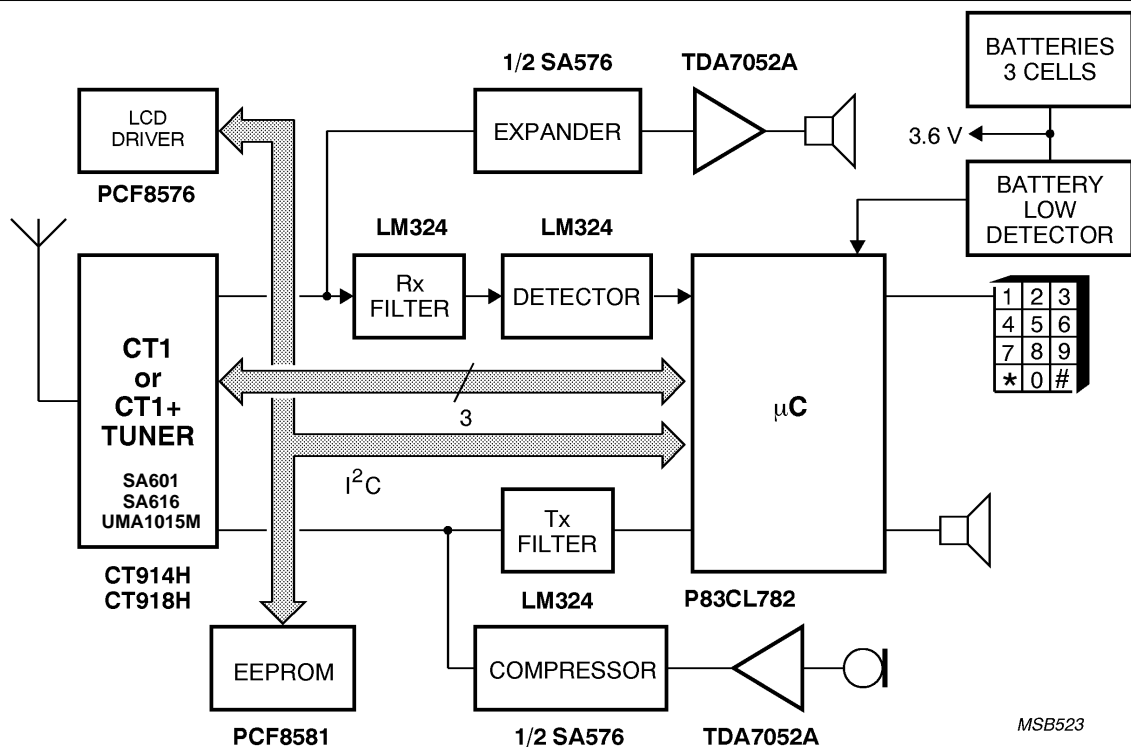 BATTERIES
3 CELLS
1/2 SA576
TDA7052A
LCD
DRIVER
EXPANDER
3.6 V
PCF8576
BATTERY
LOW
DETECTOR
LM324
LM324
Rx
FILTER
DETECTOR
1 2 3
4 5 6
7 8 9
* 0 #
CT1
or
CT1+
TUNER
SA601
SA616
UMA1015M
3
µC
I²C
Tx
FILTER
CT914H
CT918H
LM324
P83CL782
EEPROM
COMPRESSOR
PCF8581
1/2 SA576
TDA7052A
MSB523